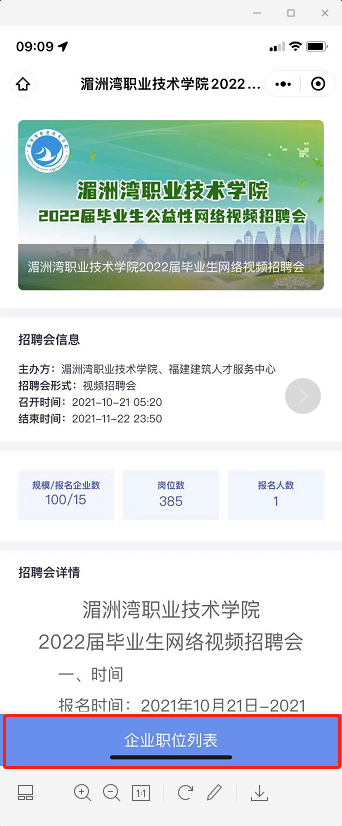 09:09
湄洲湾职业技术学院2022...
湄洲湾职业技术学院
2022届毕业生公益性网络视频招聘会
湄洲湾职业技术学院2022届毕业生网络视频招聘会
招聘会信息
主办方：湄洲湾职业技术学院、福建建筑人才服务中心
招聘会形式：视频招聘会
召开时间：2021-10-21 05:20
结束时间：2021-11-22 23:50
规模/报名企业数 岗位数 报名人数
100/15 385 1
招聘会详情
湄洲湾职业技术学院
2022届毕业生网络视频招聘会
一、时间
报名时间：2021年10月21日-2021
企业职位列表
1:1